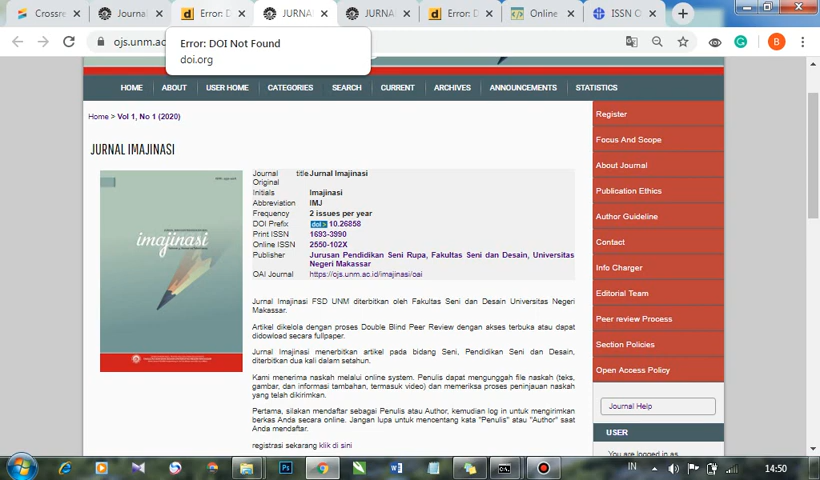 Crossre
Journal
Error: D
JURNA
JURNA
Error: D
Online
ISSN O
ojs.unm.ac
Error: DOI Not Found
doi.org
B
HOME ABOUT USER HOME CATEGORIES SEARCH CURRENT ARCHIVES ANNOUNCEMENTS STATISTICS
Home > Vol 1, No 1 (2020)
JURNAL IMAJINASI
imajinasi
Journal title Jurnal Imajinasi
Original
Initials Imajinasi
Abbreviation IMJ
Frequency 2 issues per year
DOI Prefix doi > 10.26858
Print ISSN 1693-3990
Online ISSN 2550-102X
Publisher Jurusan Pendidikan Seni Rupa, Fakultas Seni dan Desain, Universitas
Negeri Makassar
OAI Journal https://ojs.unm.ac.id/imajinasi/oai
Jurnal Imajinasi FSD UNM diterbitkan oleh Fakultas Seni dan Desain Universitas Negeri
Makassar.
Artikel dikelola dengan proses Double Blind Peer Review dengan akses terbuka atau dapat
didowload secara fullpaper.
Jurnal Imajinasi menerbitkan artikel pada bidang Seni, Pendidikan Seni dan Desain,
diterbitkan dua kali dalam setahun.
Kami menerima naskah melalui online system. Penulis dapat mengunggah file naskah (teks,
gambar, dan informasi tambahan, termasuk video) dan memeriksa proses peninjauan naskah
yang telah dikirimkan.
Pertama, silakan mendaftar sebagai Penulis atau Author, kemudian log in untuk mengirimkan
berkas Anda secara online. Jangan lupa untuk mencentang kata "Penulis" atau "Author" saat
Anda mendaftar.
registrasi sekarang klik di sini
Register
Focus And Scope
About Journal
Publication Ethics
Author Guideline
Contact
Info Charger
Editorial Team
Peer review Process
Section Policies
Open Access Policy
Journal Help
USER
You are logged in as
IN
14:50